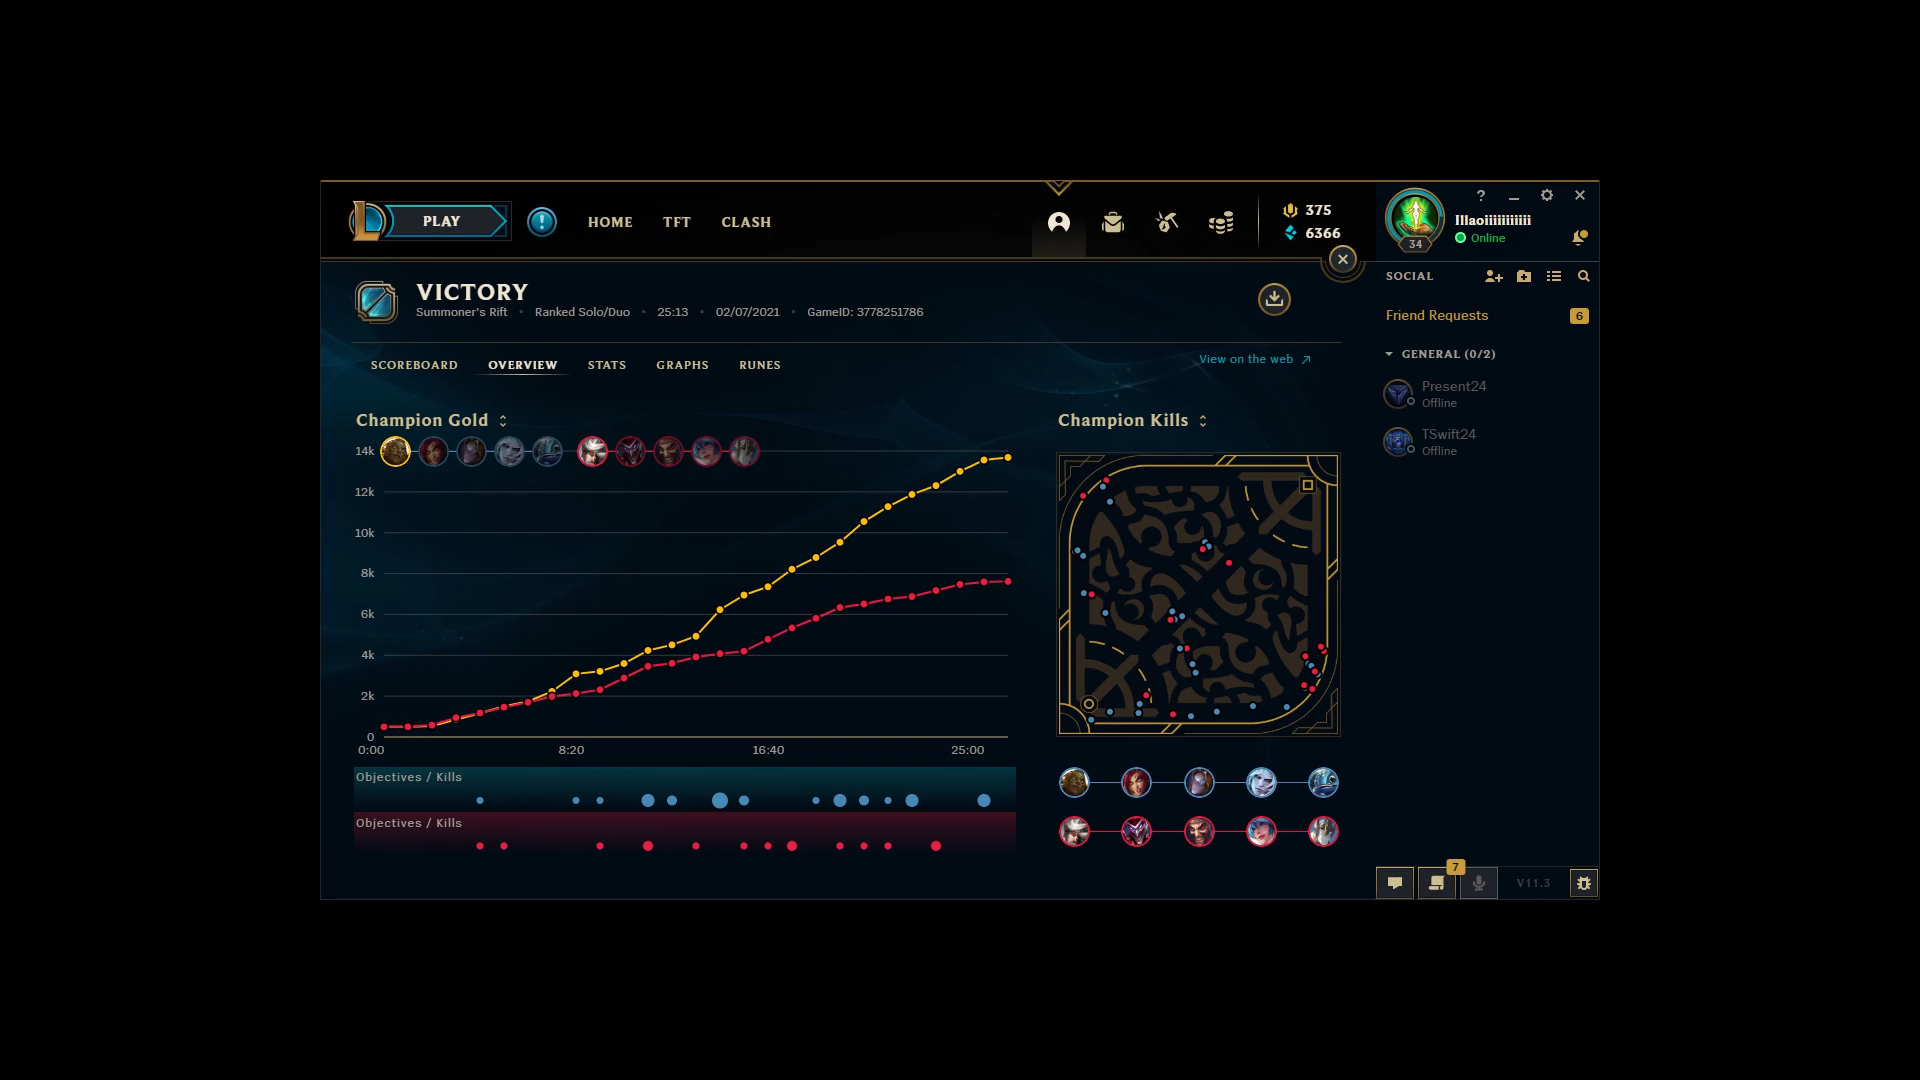 PLAY
HOME TFT CLASH
375
6366
34
?
Illaoiiiiiiiiiii
Online
VICTORY
Summoner's Rift • Ranked Solo/Duo • 25:13 • 02/07/2021 • GameID: 3778251786
SCOREBOARD OVERVIEW STATS GRAPHS RUNES
View on the web
Champion Gold
14k
12k
10k
8k
6k
4k
2k
0
0:00 8:20 16:40 25:00
Objectives / Kills
Objectives / Kills
Champion Kills
SOCIAL
Friend Requests 6
GENERAL (0/2)
Present24
Offline
TSwift24
Offline
7
V11.3